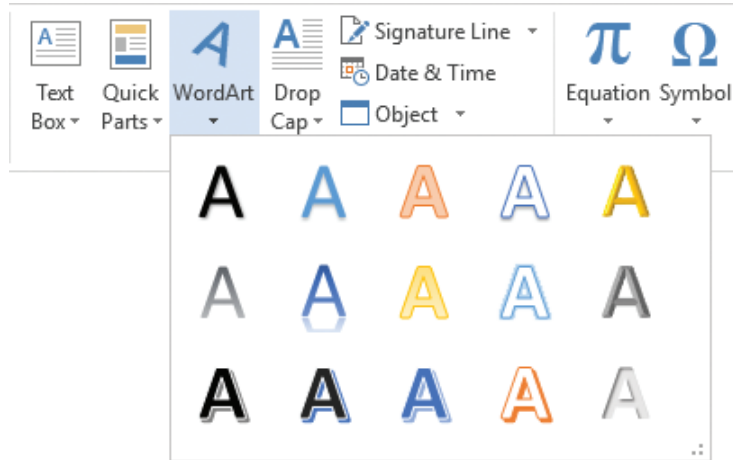 Text Box
Quick Parts
WordArt
Drop Cap
Signature Line
Date & Time
Object
π
Equation
Ω
Symbol
A A A A A
A A A A A
A A A A A